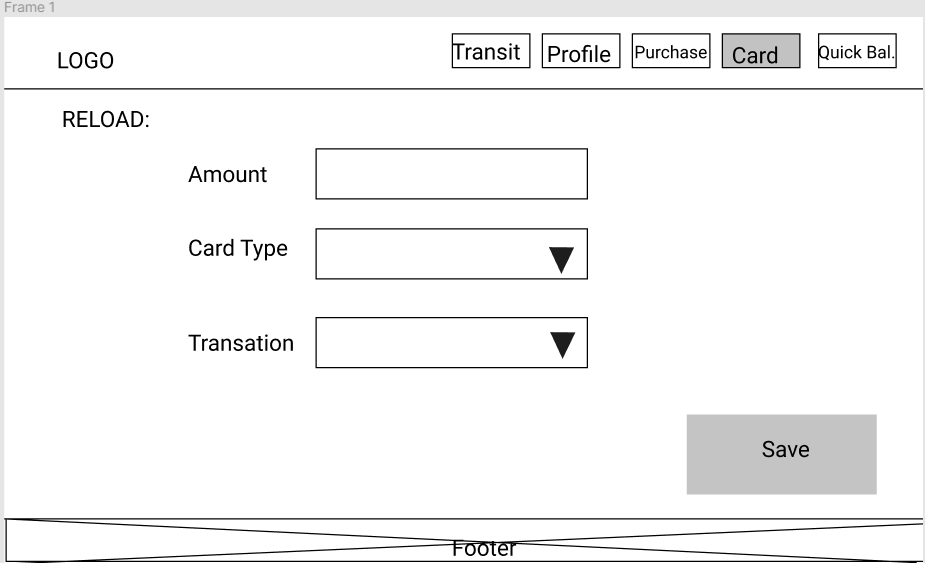 Frame 1
LOGO
Transit
Profile
Purchase
Card
Quick Bal.
RELOAD:
Amount
Card Type
Transation
Save
Footer